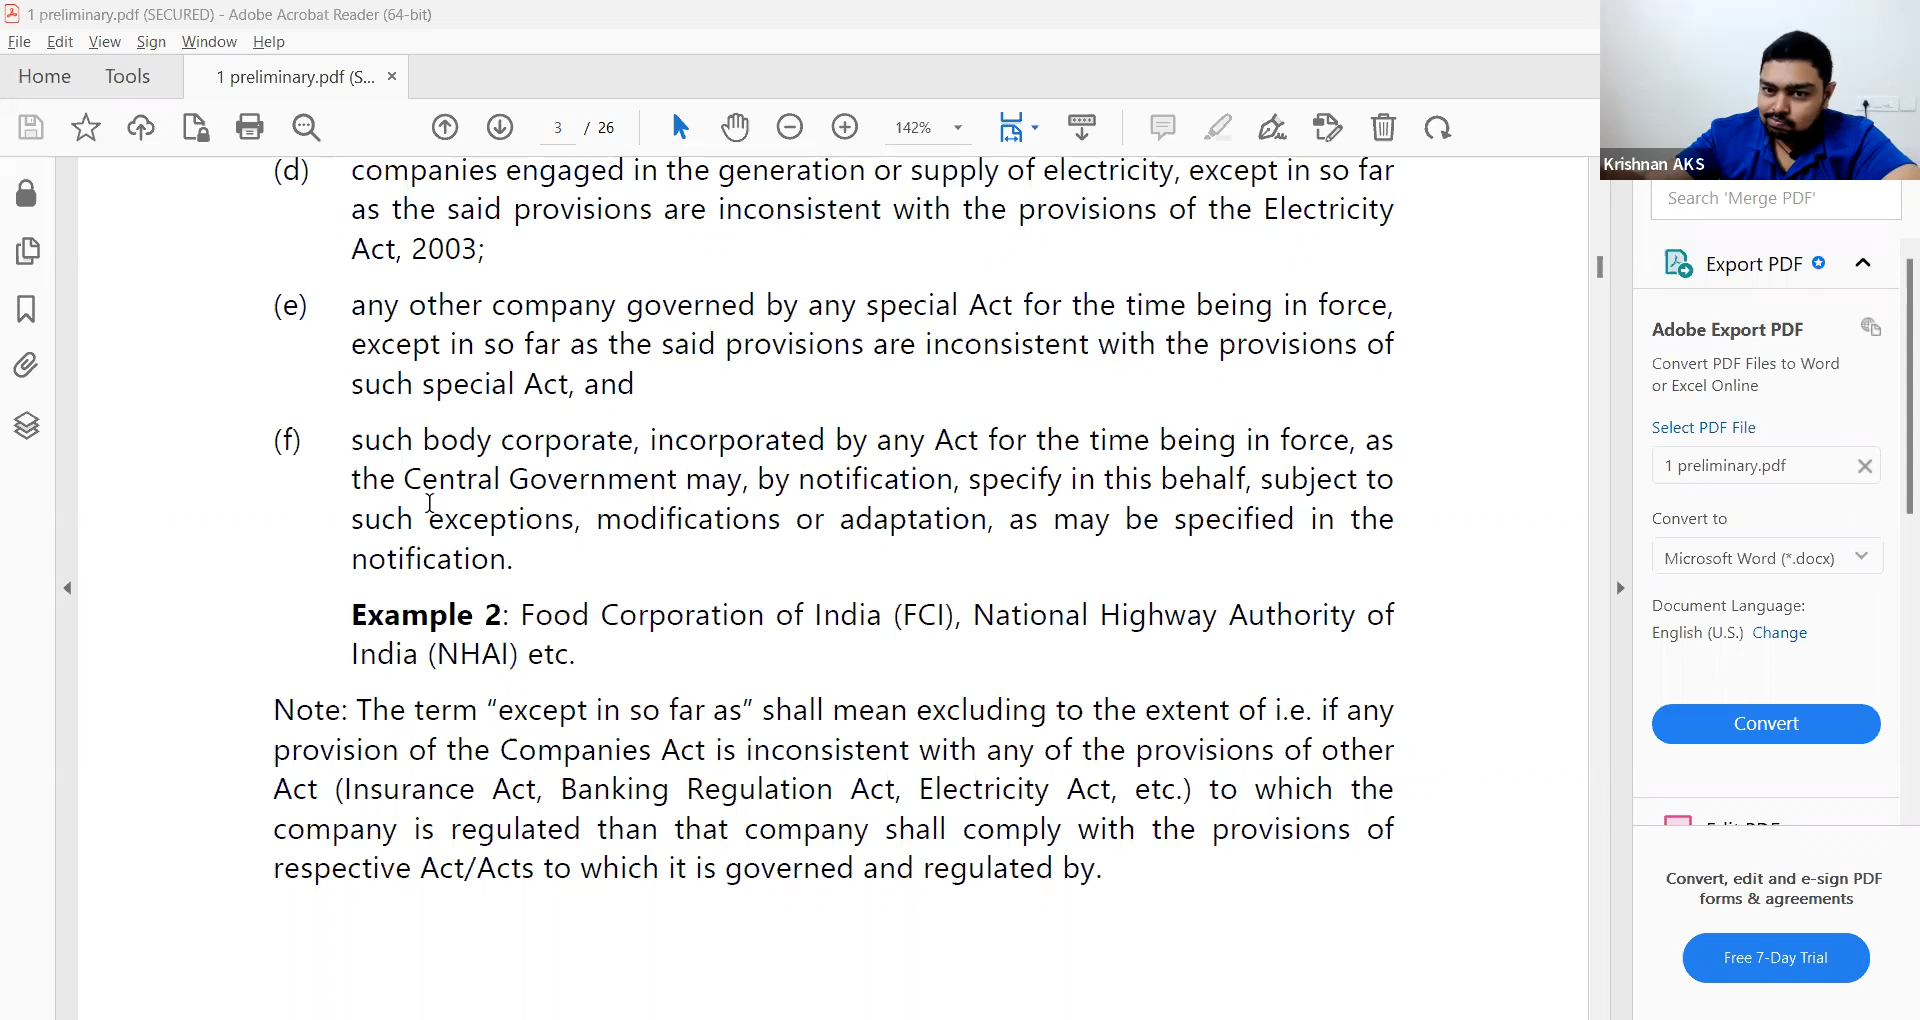 1 preliminary.pdf (SECURED) - Adobe Acrobat Reader (64-bit)
File Edit View Sign Window Help
Home Tools 1 preliminary.pdf (S... ×
3 / 26 142%
Krishnan AKS
(d) companies engaged in the generation or supply of electricity, except in so far
as the said provisions are inconsistent with the provisions of the Electricity
Act, 2003;
(e) any other company governed by any special Act for the time being in force,
except in so far as the said provisions are inconsistent with the provisions of
such special Act, and
(f) such body corporate, incorporated by any Act for the time being in force, as
the Central Government may, by notification, specify in this behalf, subject to
such exceptions, modifications or adaptation, as may be specified in the
notification.
Example 2: Food Corporation of India (FCI), National Highway Authority of
India (NHAI) etc.
Note: The term “except in so far as” shall mean excluding to the extent of i.e. if any
provision of the Companies Act is inconsistent with any of the provisions of other
Act (Insurance Act, Banking Regulation Act, Electricity Act, etc.) to which the
company is regulated than that company shall comply with the provisions of
respective Act/Acts to which it is governed and regulated by.
Search 'Merge PDF'
Export PDF
Adobe Export PDF
Convert PDF Files to Word
or Excel Online
Select PDF File
1 preliminary.pdf
Convert to
Microsoft Word (*.docx)
Document Language:
English (U.S.) Change
Convert
Edit PDF
Convert, edit and e-sign PDF
forms & agreements
Free 7-Day Trial